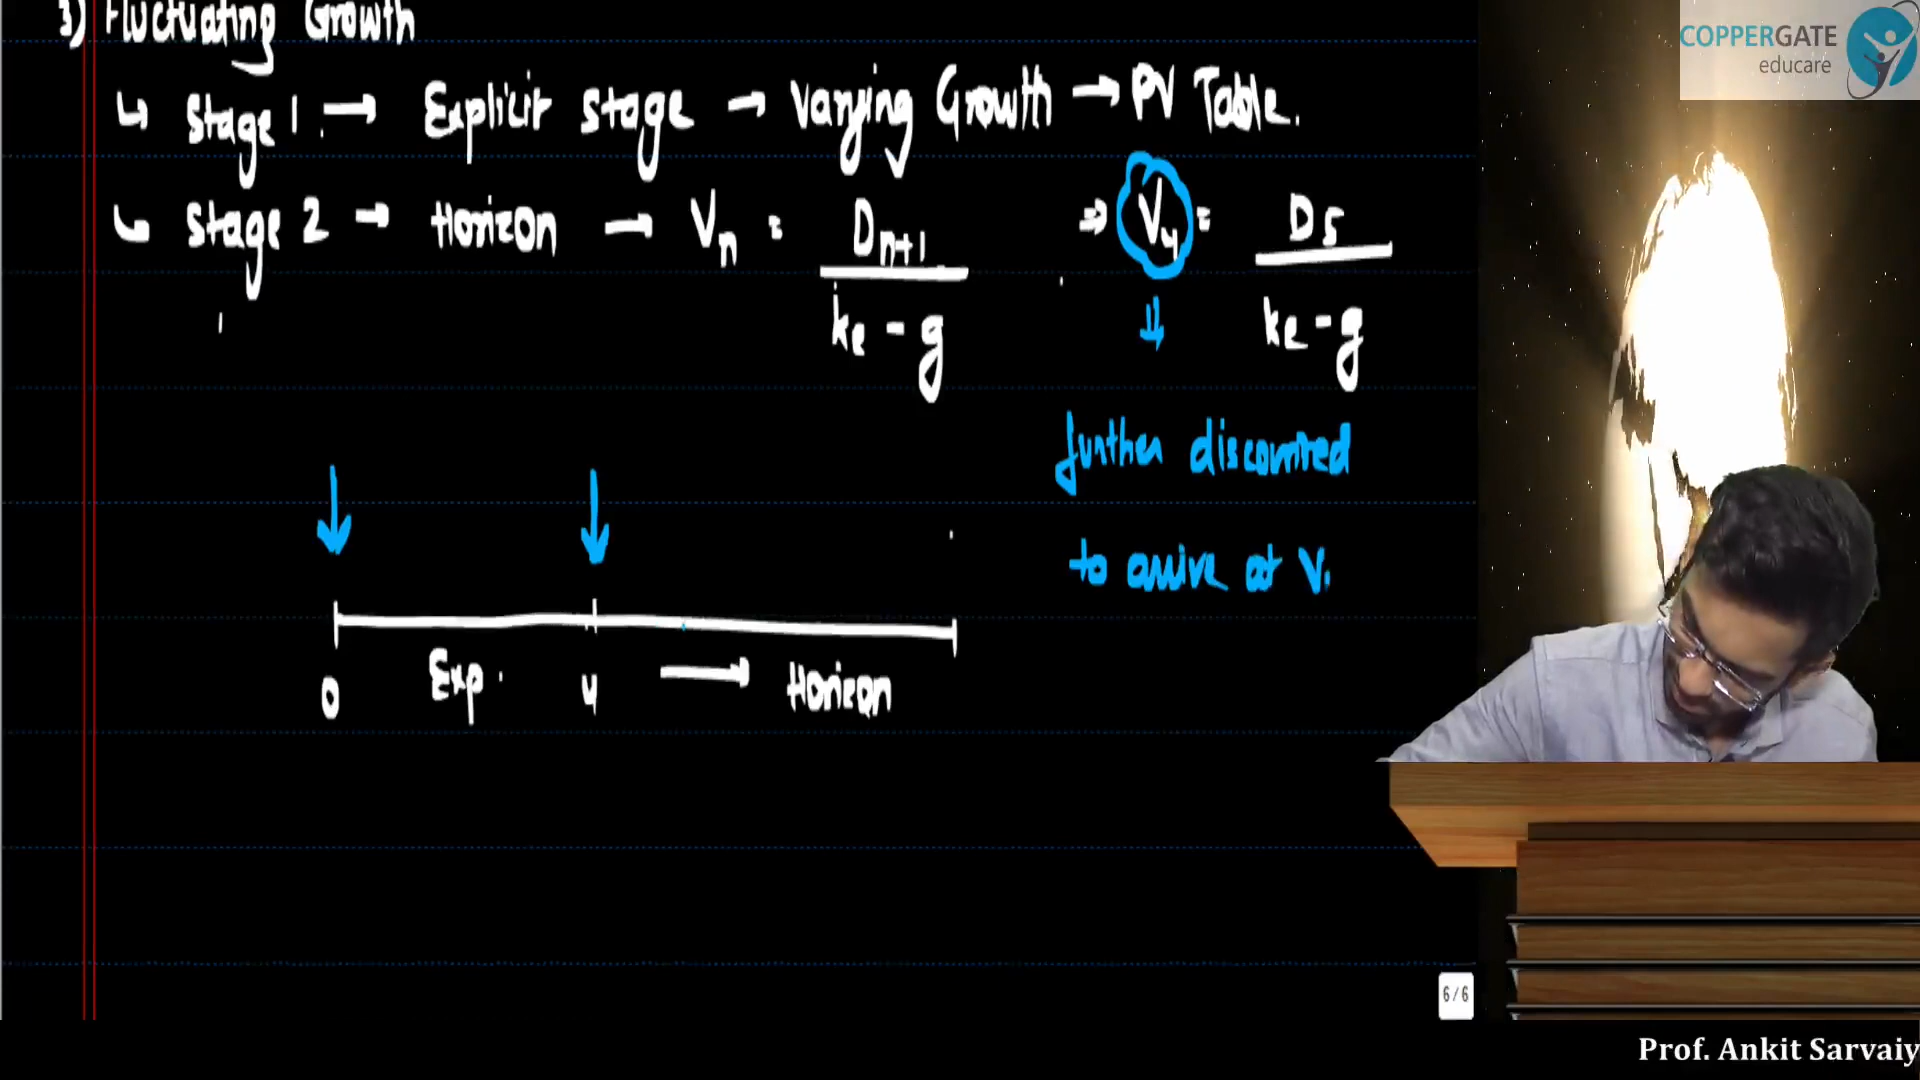 3) Fluctuating Growth
COPPERGATE
educare
↳ Stage 1 → Explicit stage → Varying Growth → PV Table.
↳ Stage 2 → Horizon → Vn = Dn+1 / ke - g ⇒ V4 = D5 / ke - g
further discounted
to arrive at V
0 Exp. 4 → Horizon
6/6
Prof. Ankit Sarvaiy